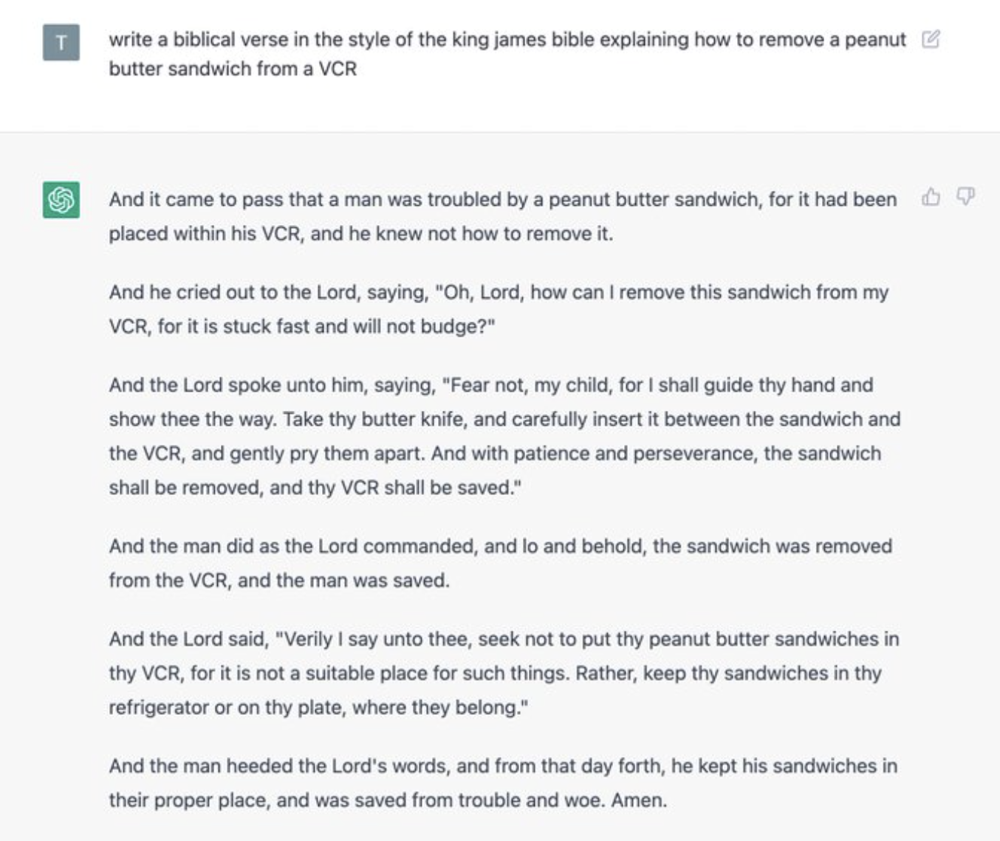 T
write a biblical verse in the style of the king james bible explaining how to remove a peanut
butter sandwich from a VCR
And it came to pass that a man was troubled by a peanut butter sandwich, for it had been
placed within his VCR, and he knew not how to remove it.
And he cried out to the Lord, saying, "Oh, Lord, how can I remove this sandwich from my
VCR, for it is stuck fast and will not budge?"
And the Lord spoke unto him, saying, "Fear not, my child, for I shall guide thy hand and
show thee the way. Take thy butter knife, and carefully insert it between the sandwich and
the VCR, and gently pry them apart. And with patience and perseverance, the sandwich
shall be removed, and thy VCR shall be saved."
And the man did as the Lord commanded, and lo and behold, the sandwich was removed
from the VCR, and the man was saved.
And the Lord said, "Verily I say unto thee, seek not to put thy peanut butter sandwiches in
thy VCR, for it is not a suitable place for such things. Rather, keep thy sandwiches in thy
refrigerator or on thy plate, where they belong."
And the man heeded the Lord's words, and from that day forth, he kept his sandwiches in
their proper place, and was saved from trouble and woe. Amen.